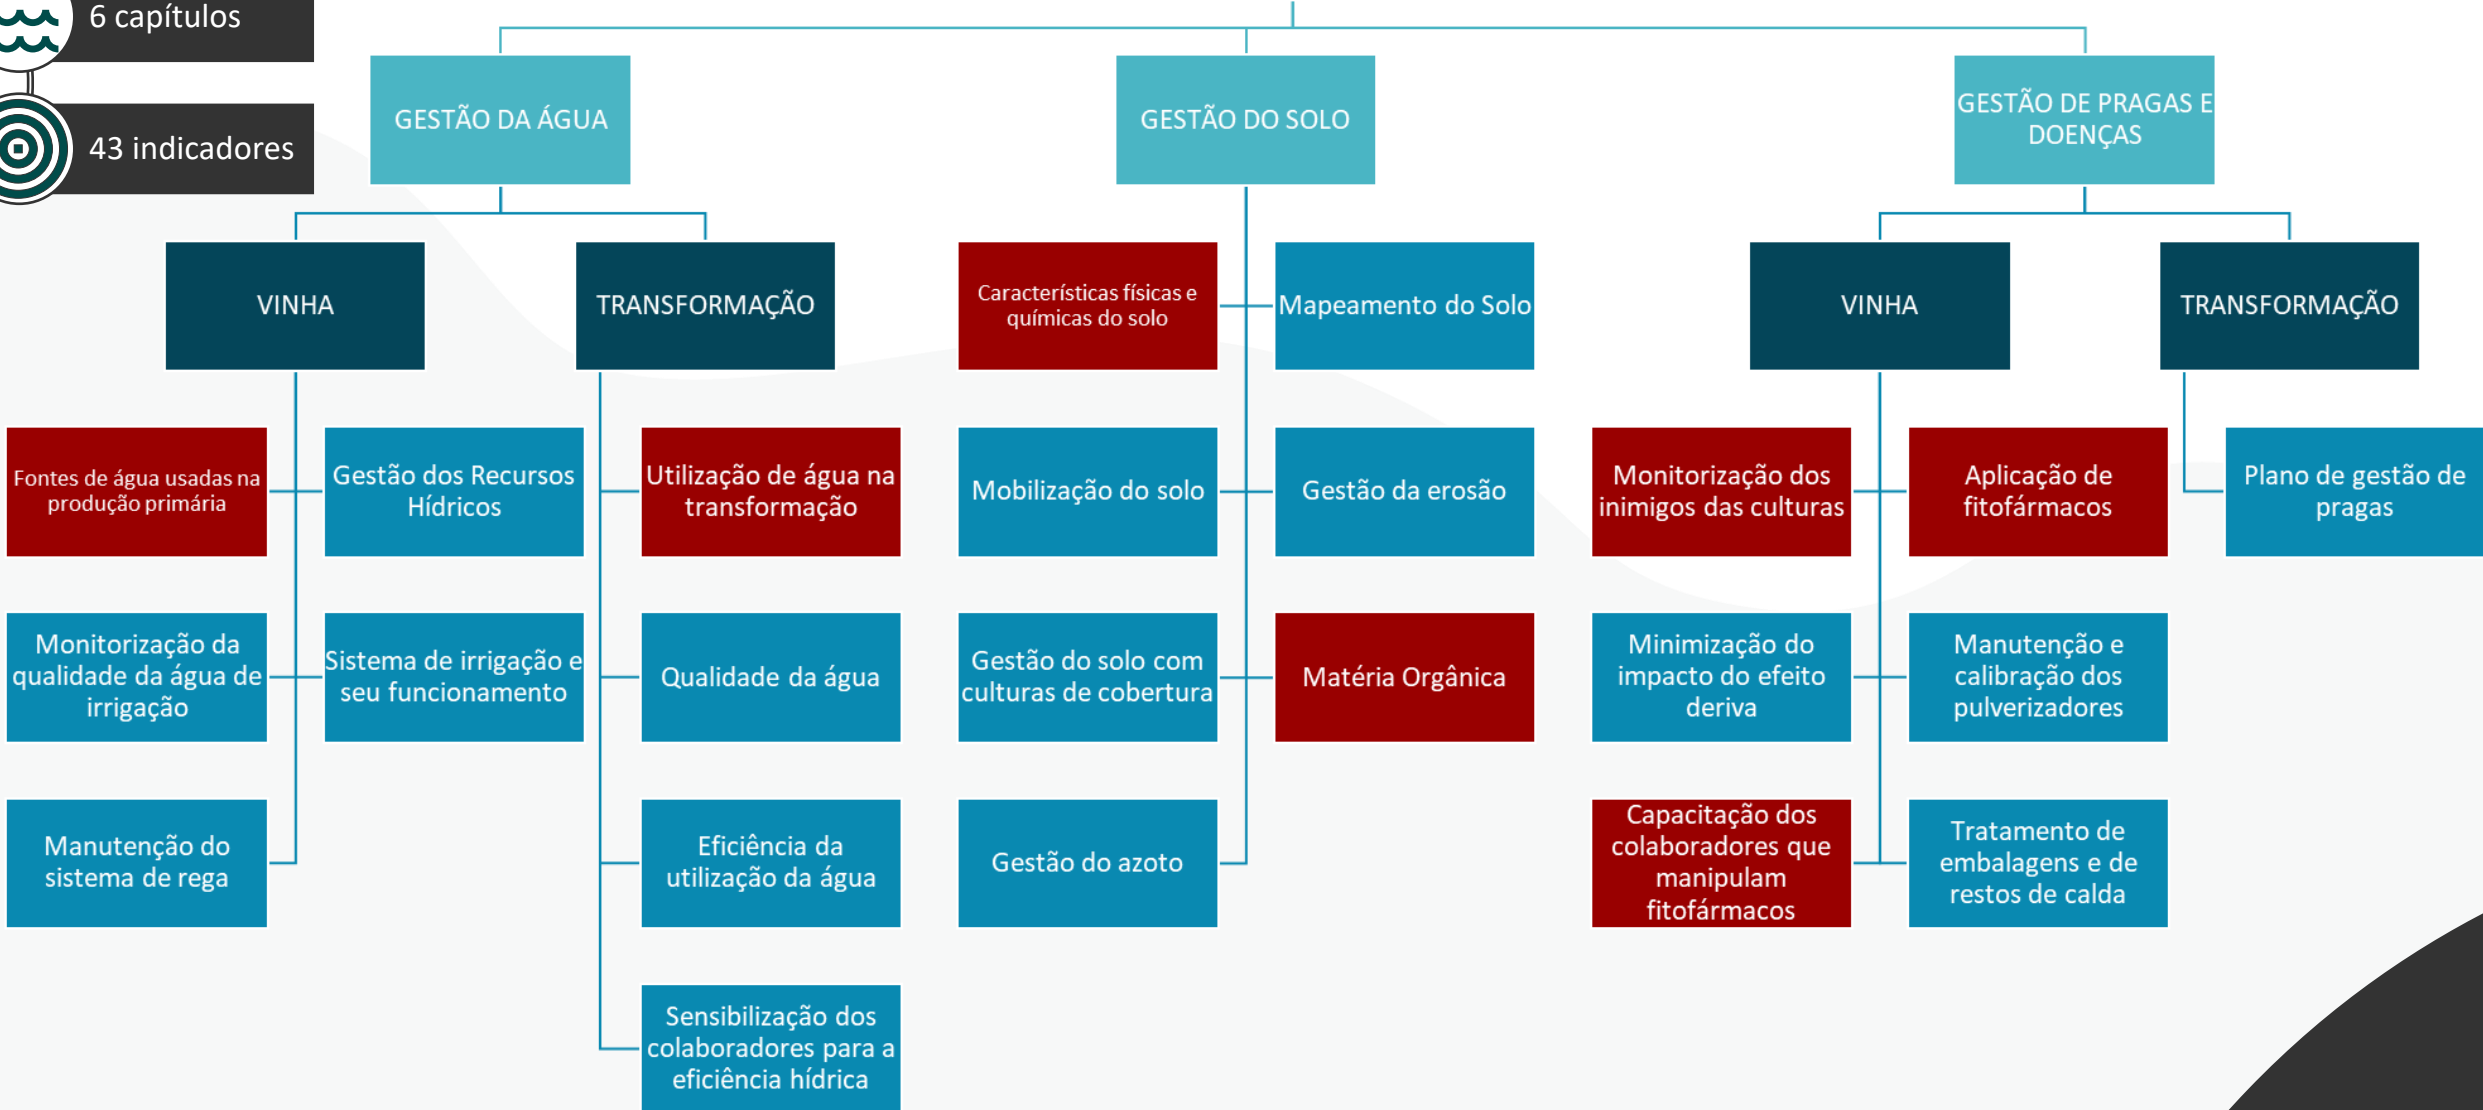 6 capítulos
43 indicadores
GESTÃO DA ÁGUA
GESTÃO DO SOLO
GESTÃO DE PRAGAS E
DOENÇAS
VINHA
TRANSFORMAÇÃO
Características físicas e
químicas do solo
Mapeamento do Solo
VINHA
TRANSFORMAÇÃO
Fontes de água usadas na
produção primária
Gestão dos Recursos
Hídricos
Utilização de água na
transformação
Mobilização do solo
Gestão da erosão
Monitorização dos
inimigos das culturas
Aplicação de
fitofármacos
Plano de gestão de
pragas
Monitorização da
qualidade da água de
irrigação
Sistema de irrigação e
seu funcionamento
Qualidade da água
Gestão do solo com
culturas de cobertura
Matéria Orgânica
Minimização do
impacto do efeito
deriva
Manutenção e
calibração dos
pulverizadores
Manutenção do
sistema de rega
Eficiência da
utilização da água
Gestão do azoto
Capacitação dos
colaboradores que
manipulam
fitofármacos
Tratamento de
embalagens e de
restos de calda
Sensibilização dos
colaboradores para a
eficiência hídrica